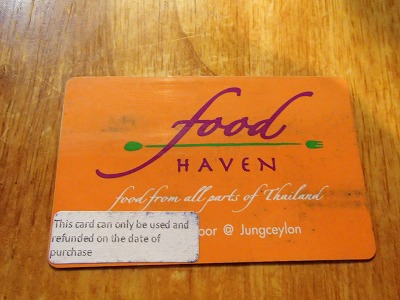 food
HAVEN
food from all parts of Thailand
oor @ Jungceylon
This card can only be used and
refunded on the date of
purchase